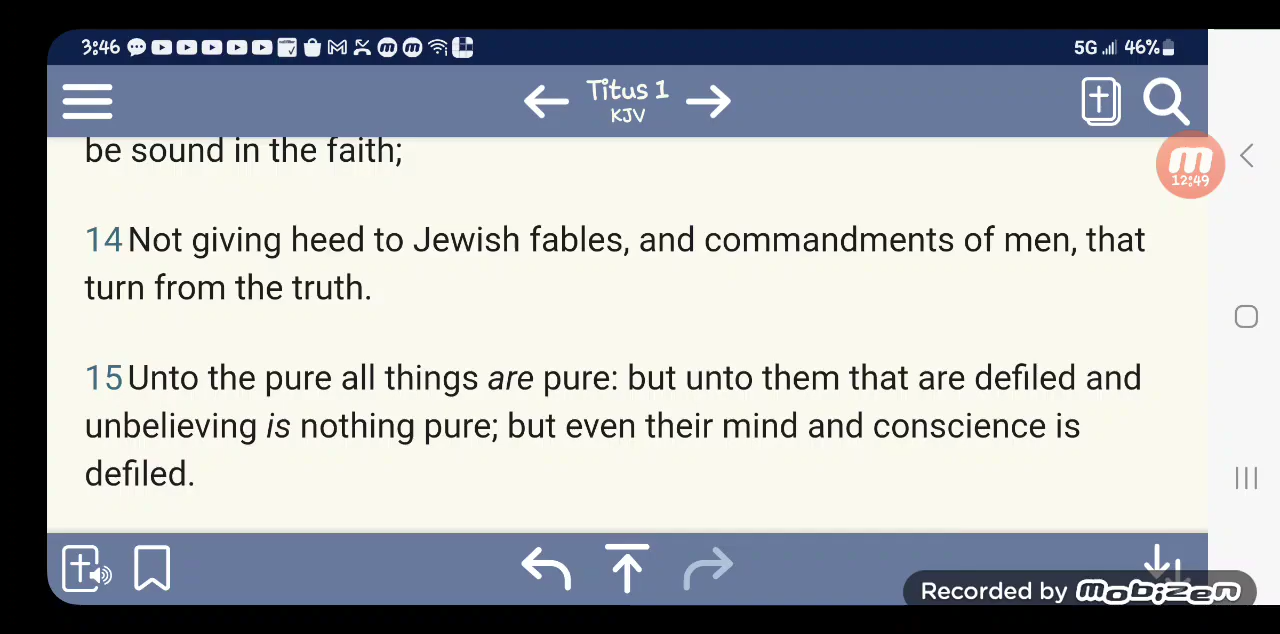 3:46
5G 46%
Titus 1
KJV
12:49
be sound in the faith;
14 Not giving heed to Jewish fables, and commandments of men, that
turn from the truth.
15 Unto the pure all things are pure: but unto them that are defiled and
unbelieving is nothing pure; but even their mind and conscience is
defiled.
Recorded by mobizen